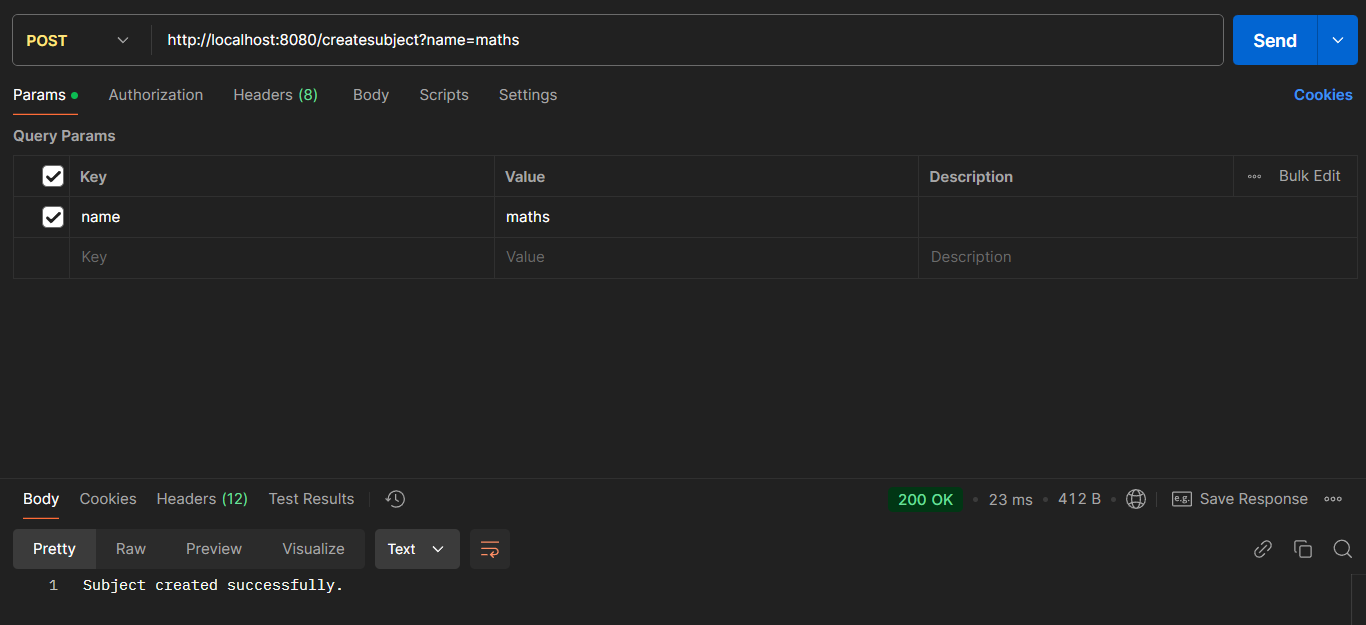 POST http://localhost:8080/createsubject?name=maths Send
Params Authorization Headers (8) Body Scripts Settings Cookies
Query Params
Key Value Description Bulk Edit
name maths
Key Value Description
Body Cookies Headers (12) Test Results 200 OK 23 ms 412 B e.g. Save Response
Pretty Raw Preview Visualize Text
1 Subject created successfully.